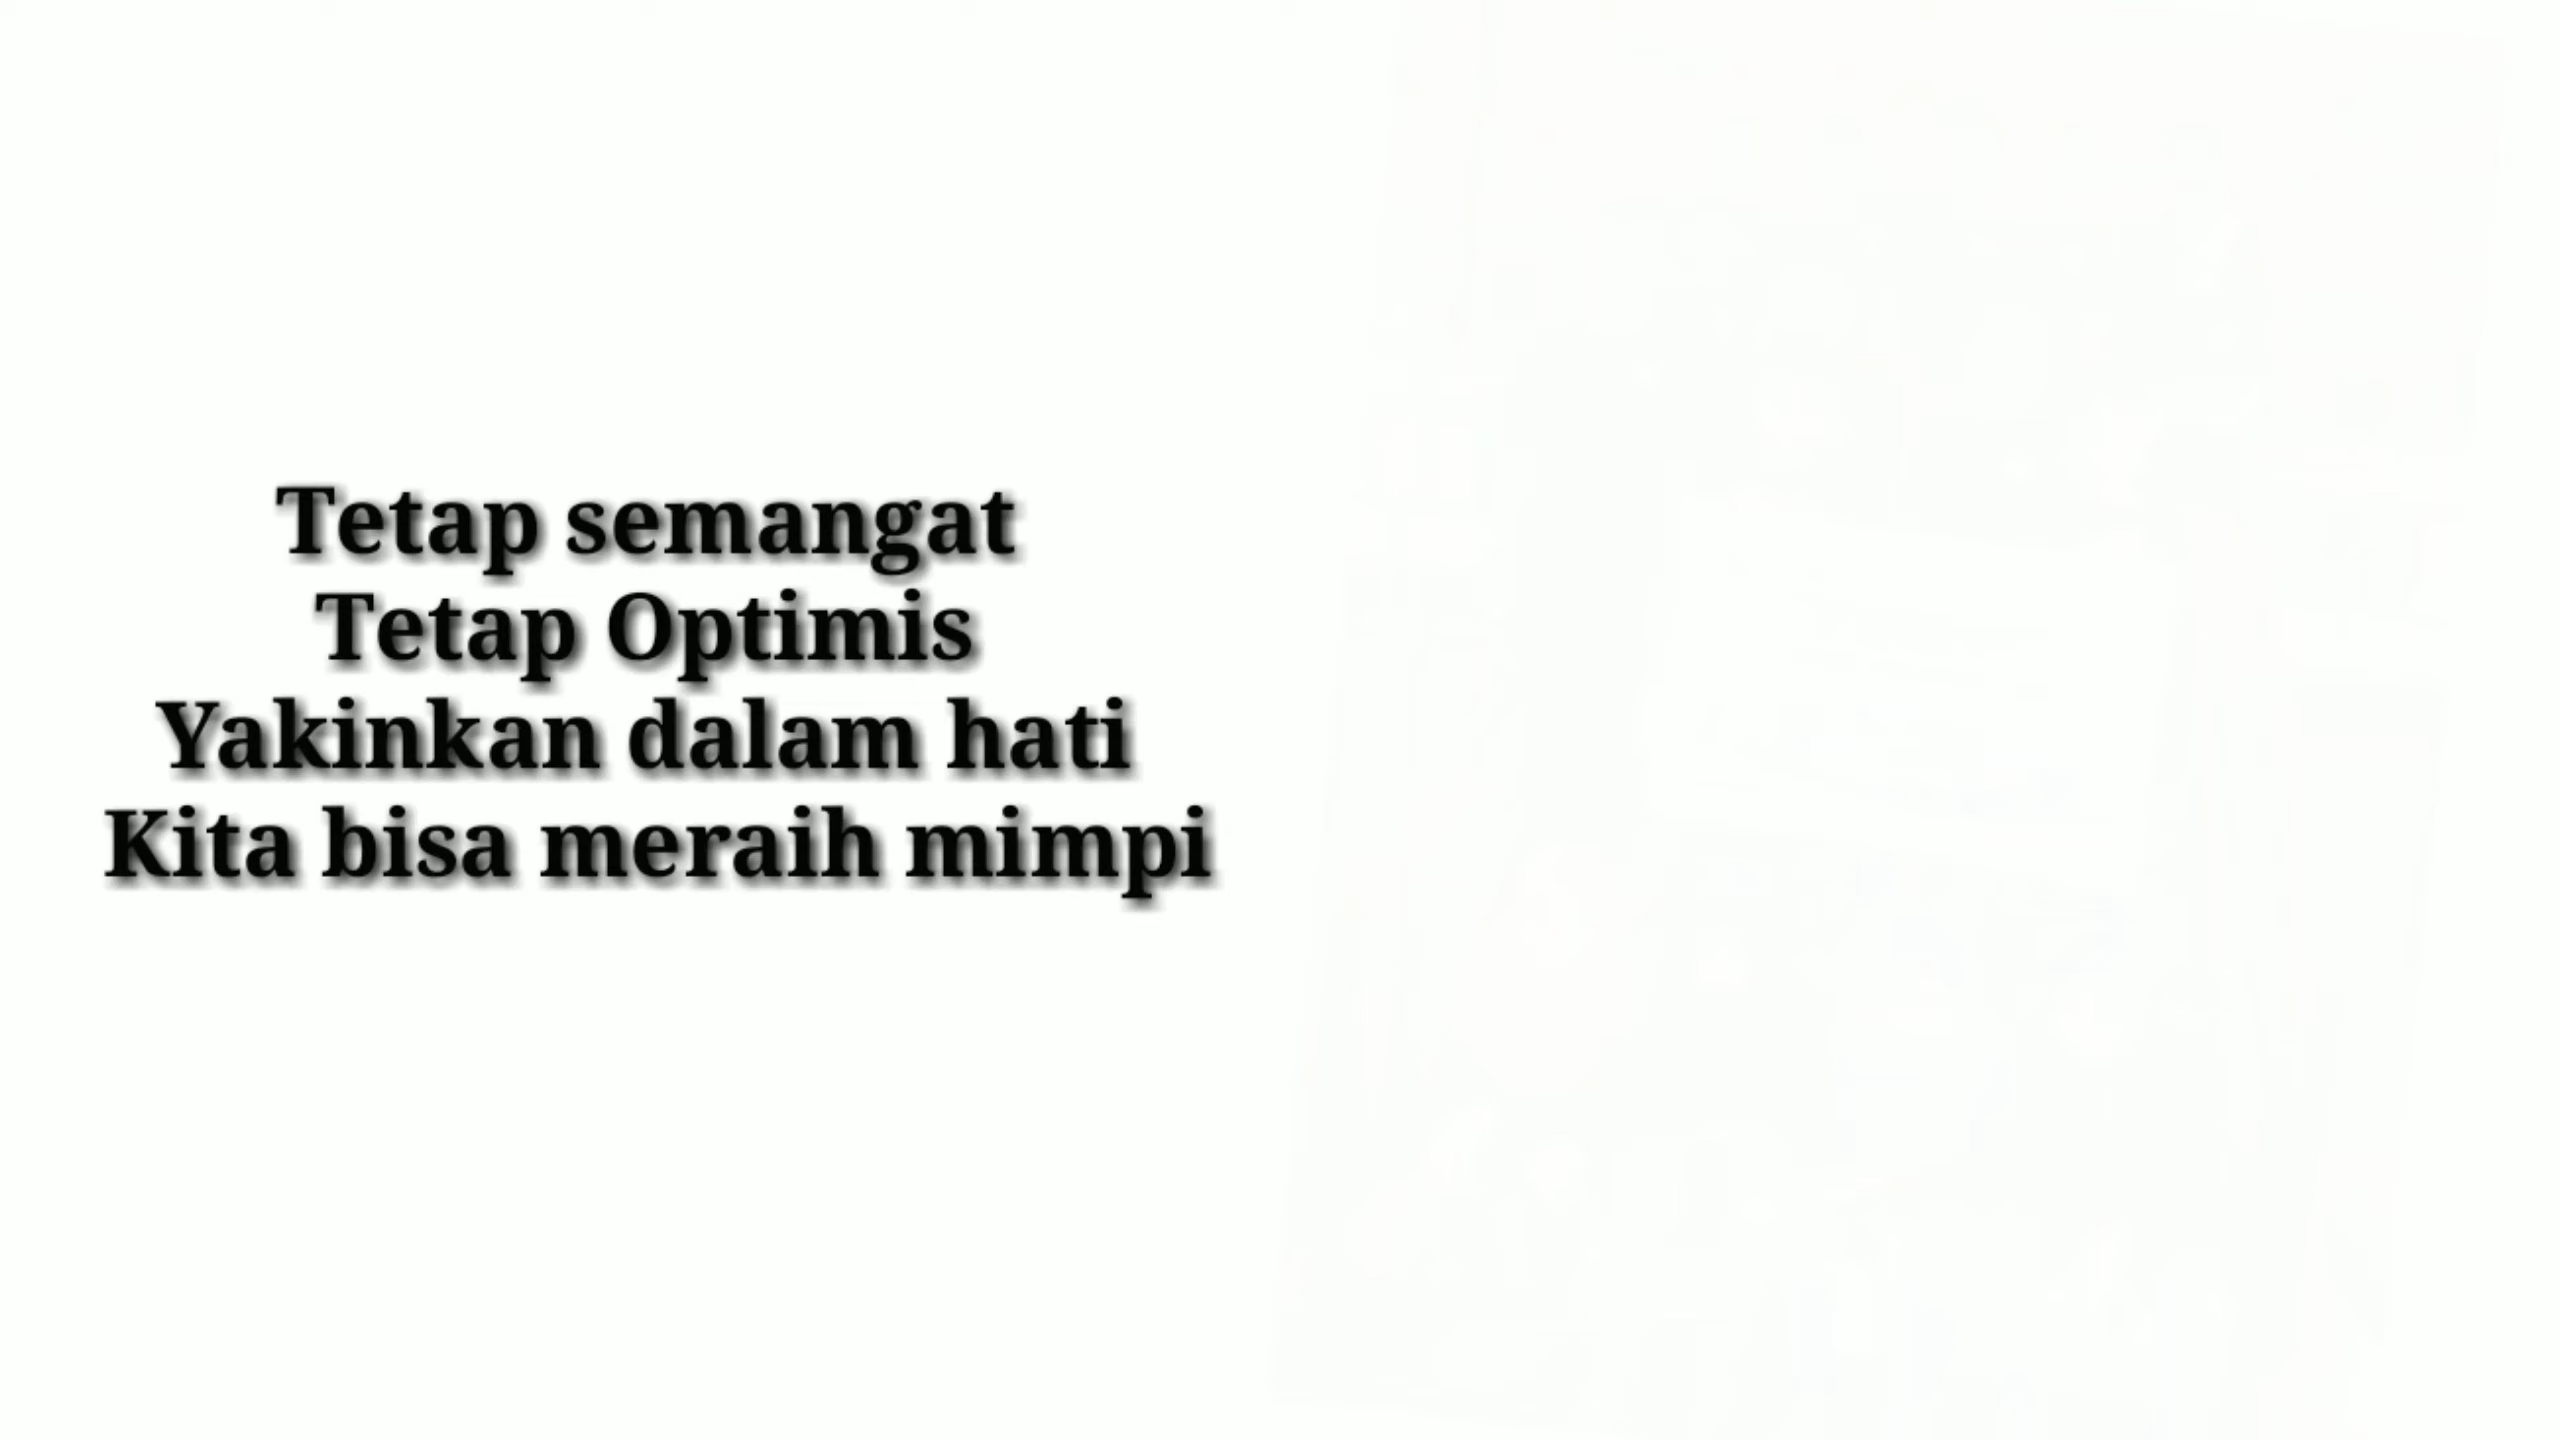 Tetap semangat
Tetap Optimis
Yakinkan dalam hati
Kita bisa meraih mimpi